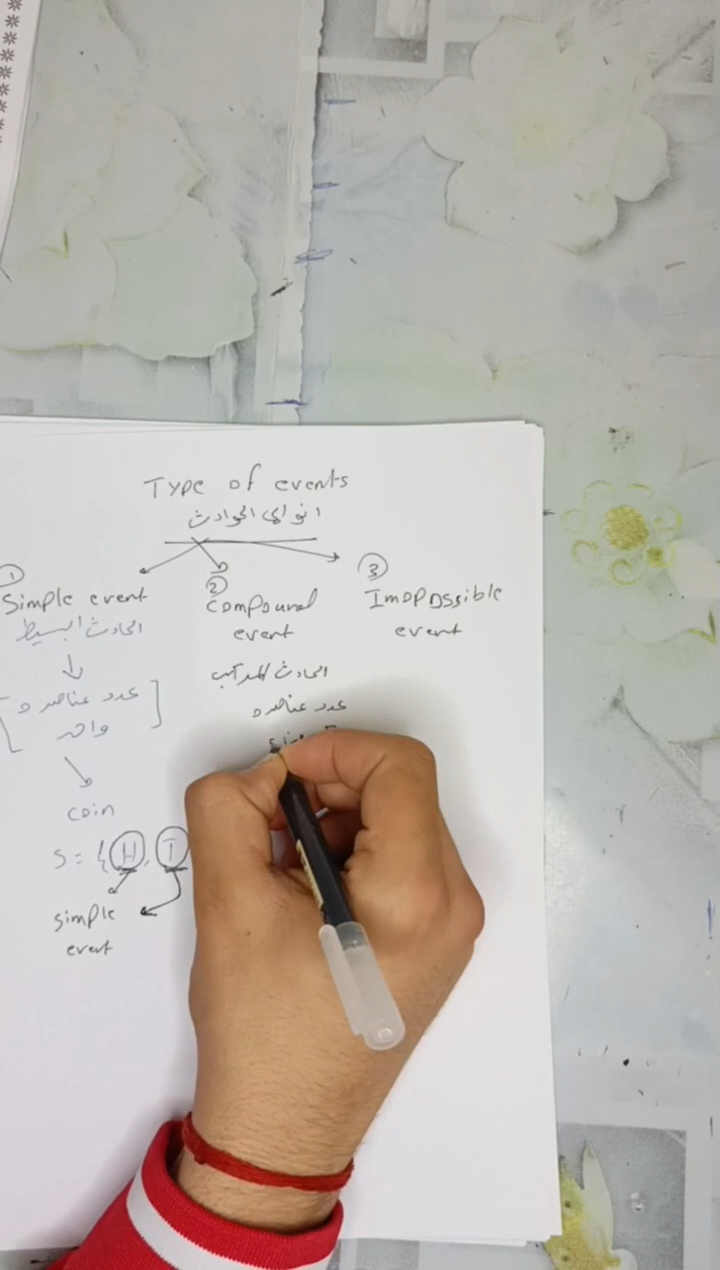 Type of events
انواع الحوادث
①
Simple event
الحادث البسيط
عدد عناصره
واحد
coin
S = { H , T
simple
event
②
Compound
event
الحادث المركب
عدد عناصره
③
Imopossible
event